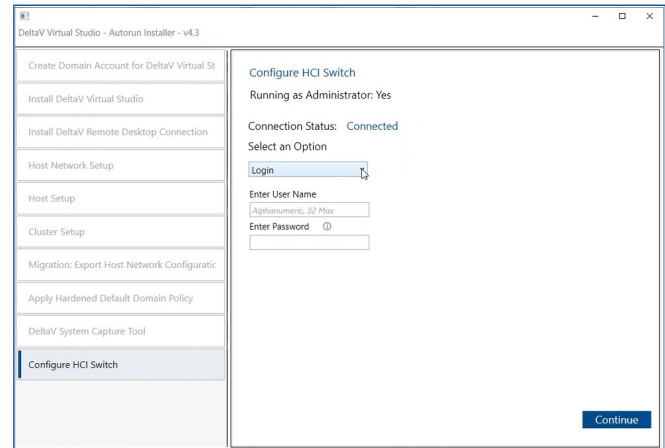 DeltaV Virtual Studio - Autorun Installer - v4.3
Create Domain Account for DeltaV Virtual St
Install DeltaV Virtual Studio
Install DeltaV Remote Desktop Connection
Host Network Setup
Host Setup
Cluster Setup
Migration: Export Host Network Configuratic
Apply Hardened Default Domain Policy
DeltaV System Capture Tool
Configure HCI Switch
Configure HCI Switch
Running as Administrator: Yes
Connection Status: Connected
Select an Option
Login
Enter User Name
Alphanumeric, 32 Max
Enter Password
Continue